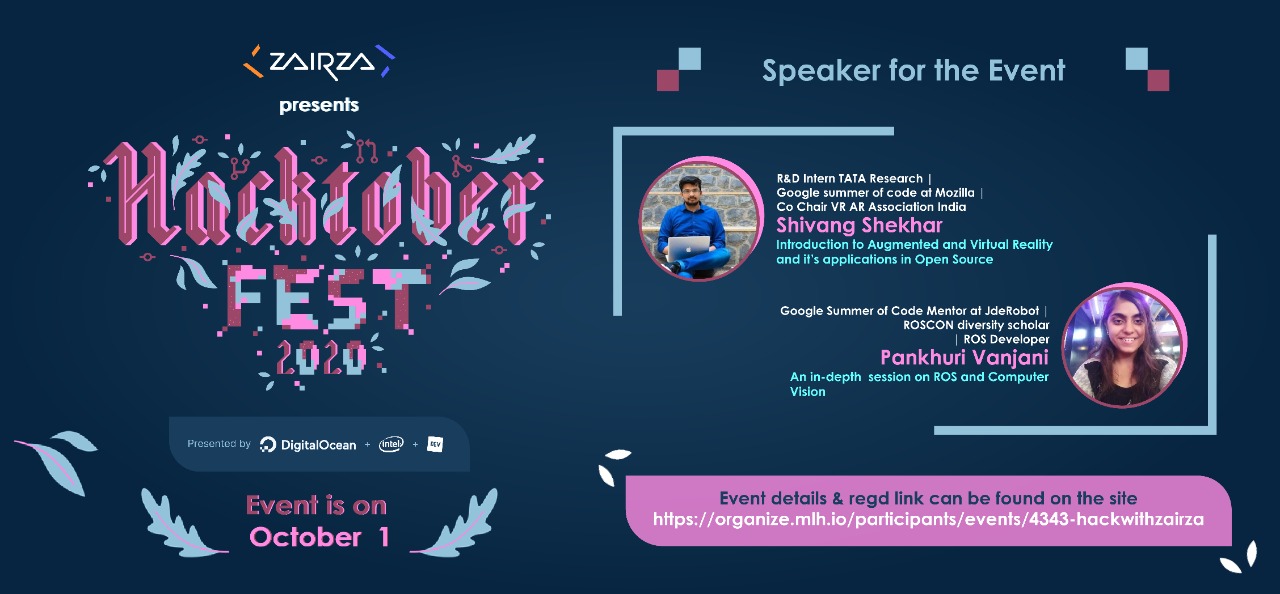 ZAIRZA
presents
Hacktober
FEST
2020
Presented by DigitalOcean + intel + DEV
Event is on
October 1
Speaker for the Event
R&D Intern TATA Research |
Google summer of code at Mozilla |
Co Chair VR AR Association India
Shivang Shekhar
Introduction to Augmented and Virtual Reality
and it's applications in Open Source
Google Summer of Code Mentor at JdeRobot |
ROSCON diversity scholar
| ROS Developer
Pankhuri Vanjani
An in-depth session on ROS and Computer
Vision
Event details & regd link can be found on the site
https://organize.mlh.io/participants/events/4343-hackwithzairza